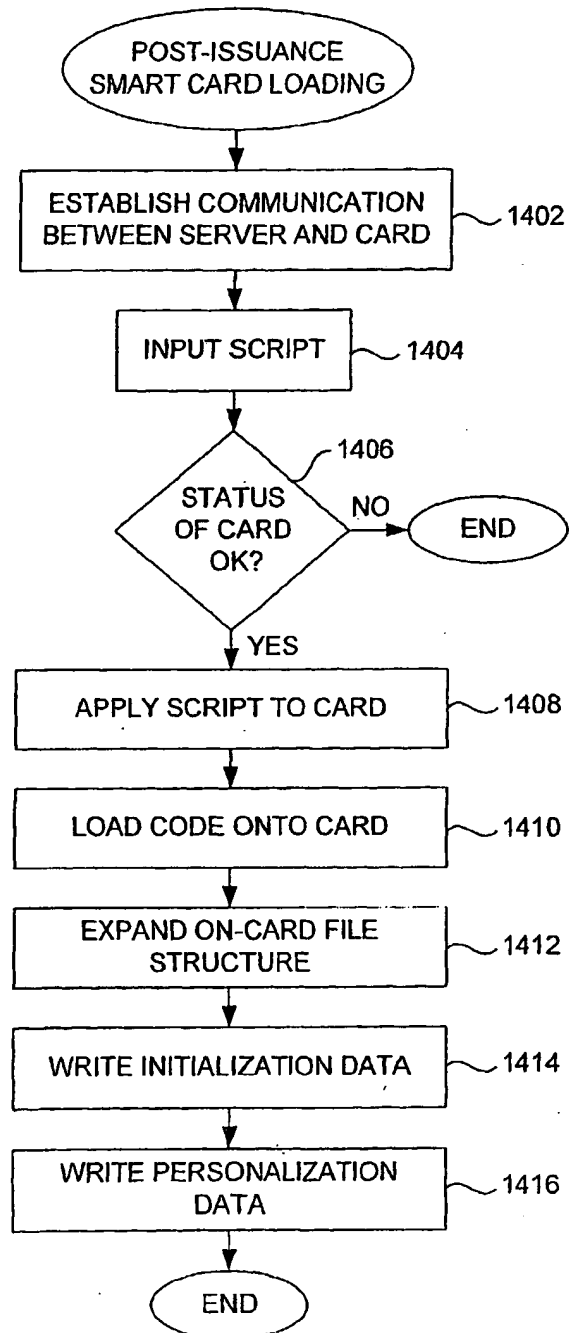 POST-ISSUANCE
SMART CARD LOADING
ESTABLISH COMMUNICATION
BETWEEN SERVER AND CARD
1402
INPUT SCRIPT
1404
1406
STATUS
OF CARD
OK?
NO
END
YES
APPLY SCRIPT TO CARD
1408
LOAD CODE ONTO CARD
1410
EXPAND ON-CARD FILE
STRUCTURE
1412
WRITE INITIALIZATION DATA
1414
WRITE PERSONALIZATION
DATA
1416
END